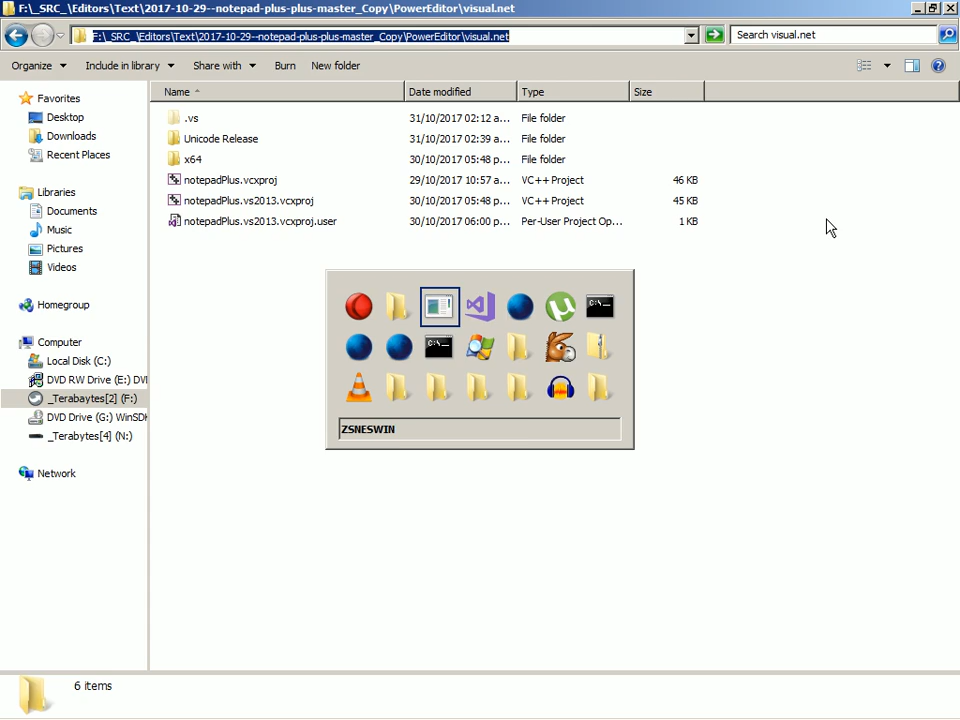 F:\_SRC_\Editors\Text\2017-10-29--notepad-plus-plus-master_Copy\PowerEditor\visual.net
F:\_SRC_\Editors\Text\2017-10-29--notepad-plus-plus-master_Copy\PowerEditor\visual.net
Search visual.net
Organize
Include in library
Share with
Burn
New folder
Name
Date modified
Type
Size
Favorites
Desktop
Downloads
Recent Places
Libraries
Documents
Music
Pictures
Videos
Homegroup
Computer
Local Disk (C:)
DVD RW Drive (E:) DVI
_Terabytes[2] (F:)
DVD Drive (G:) WinSDK
_Terbytes[4] (N:)
Network
.vs 31/10/2017 02:12 a... File folder
Unicode Release 31/10/2017 02:39 a... File folder
x64 30/10/2017 05:48 p... File folder
notepadPlus.vcxproj 29/10/2017 10:57 a... VC++ Project 46 KB
notepadPlus.vs2013.vcxproj 30/10/2017 05:48 p... VC++ Project 45 KB
notepadPlus.vs2013.vcxproj.user 30/10/2017 06:00 p... Per-User Project Op... 1 KB
C:\_
C:\_
ZSNESWIN
6 items